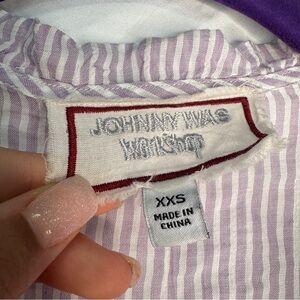 JOHNNY WAS
WORKShop
XXS
MADE IN
CHINA